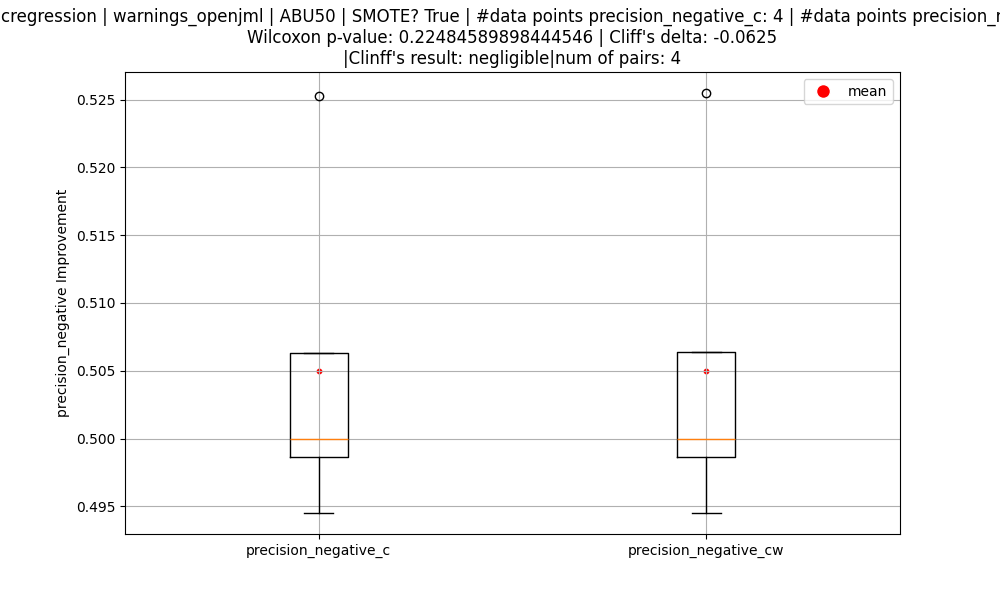 cregression | warnings_openjml | ABU50 | SMOTE? True | #data points precision_negative_c: 4 | #data points
Wilcoxon p-value: 0.22484589898444546 | Cliff's delta: -0.0625
|Clinff's result: negligible|num of pairs: 4
mean
0.525
0.520
0.515
0.510
0.505
0.500
0.495
precision_negative Improvement
precision_negative_c
precision_negative_cw